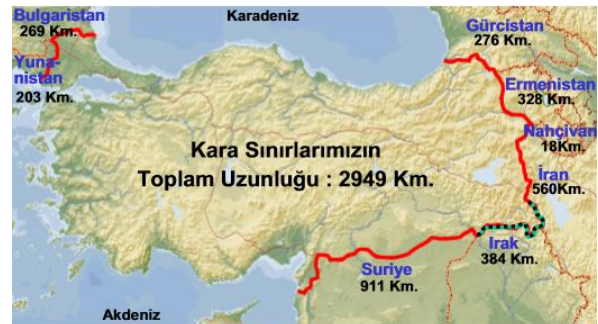 Bulgaristan
269 Km.
Yuna-
nistan
203 Km.
Karadeniz
Gürcistan
276 Km.
Ermenistan
328 Km.
Nahçivan
18Km.
İran
560Km.
Kara Sınırlarımızın
Toplam Uzunluğu : 2949 Km.
Irak
384 Km.
Suriye
911 Km.
Akdeniz